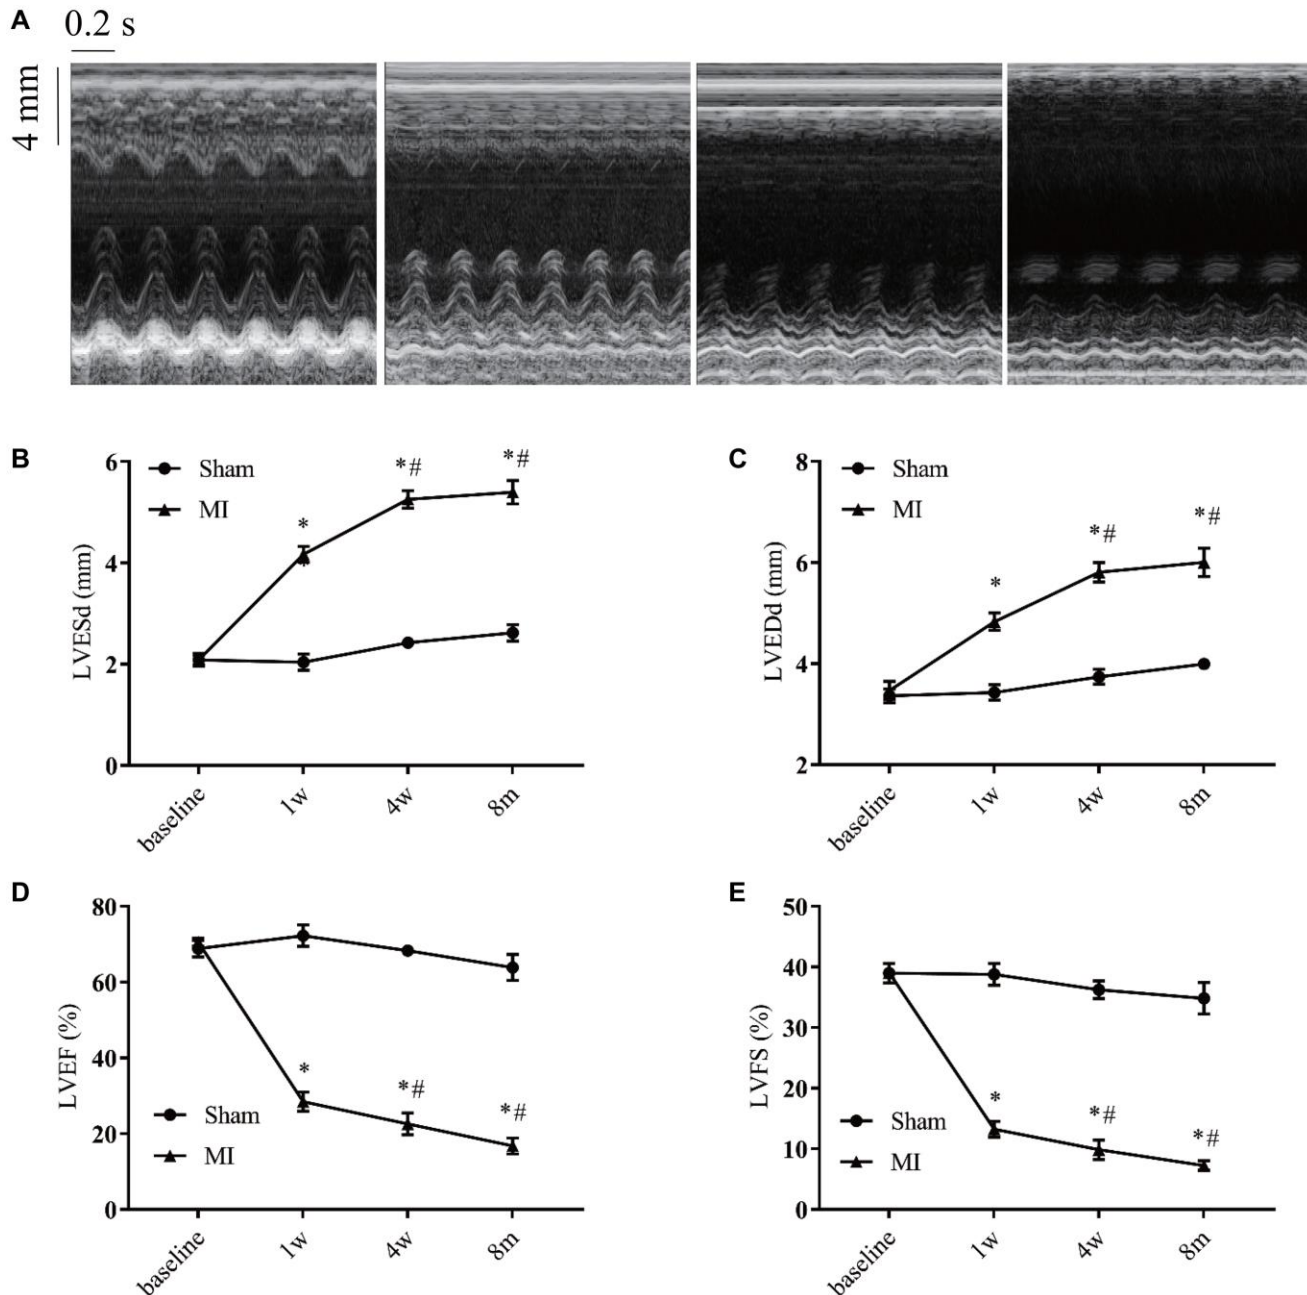 A
0.2 s
4 mm
B
LVESd (mm)
6
4
2
0
Sham
MI
*
*#
*#
baseline
1w
4w
8m
C
LVEDd (mm)
8
6
4
2
Sham
MI
*
*#
*#
baseline
1w
4w
8m
D
LVEF (%)
80
60
40
20
0
*
*#
*#
Sham
MI
baseline
1w
4w
8m
E
LVFS (%)
50
40
30
20
10
0
*
*#
*#
Sham
MI
baseline
1w
4w
8m